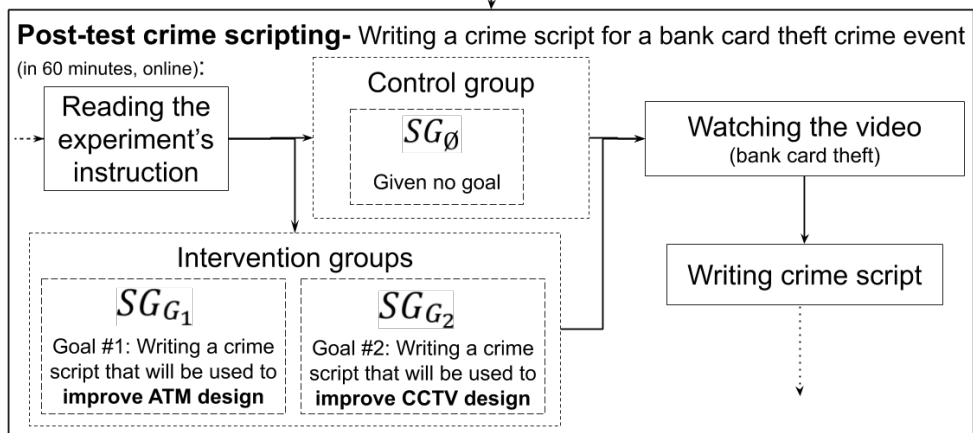 Post-test crime scripting- Writing a crime script for a bank card theft crime event
(in 60 minutes, online):
Reading the
experiment's
instruction
Control group
SG∅
Given no goal
Intervention groups
SG_G₁
Goal #1: Writing a crime
script that will be used to
improve ATM design
SG_G₂
Goal #2: Writing a crime
script that will be used to
improve CCTV design
Watching the video
(bank card theft)
Writing crime script